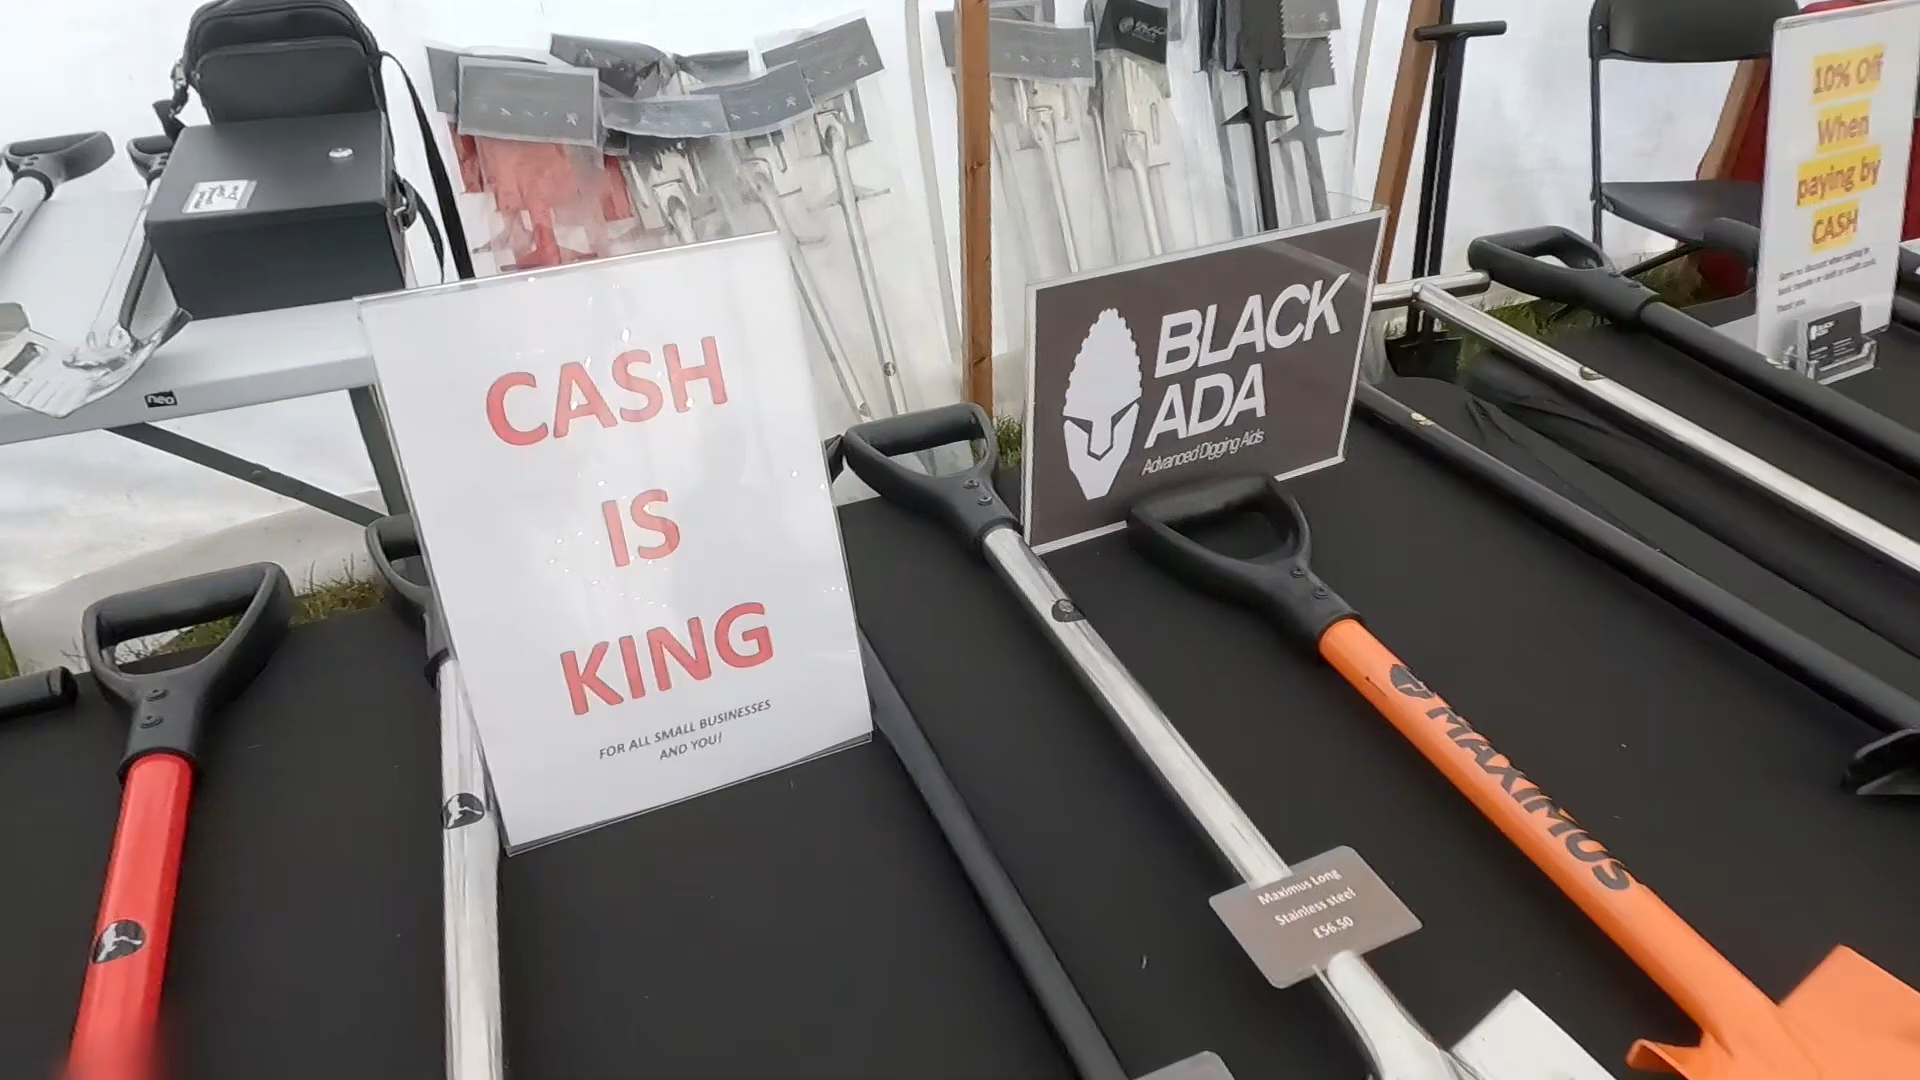 CASH
IS
KING
FOR ALL SMALL BUSINESSES
AND YOU!
BLACK
ADA
Advanced Digging Aids
10% Off
When
paying by
CASH
MAXIMUS
Maximus Long
Stainless steel
£56.50
neo